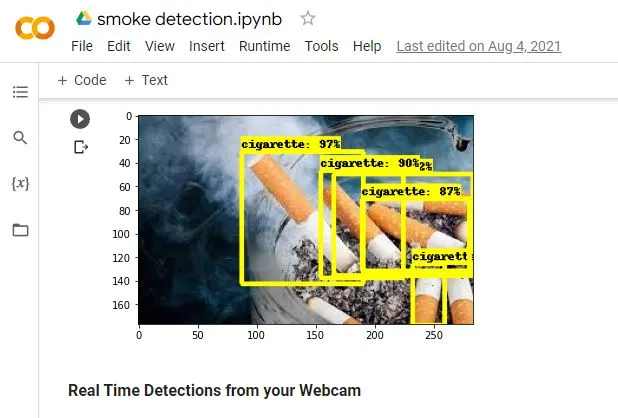 smoke detection.ipynb
File Edit View Insert Runtime Tools Help Last edited on Aug 4, 2021
+ Code + Text
{x}
0
20
40
60
80
100
120
140
160
cigarette: 97%
cigarette: 90%
2%
cigarette: 87%
cigarett
0 50 100 150 200 250
Real Time Detections from your Webcam